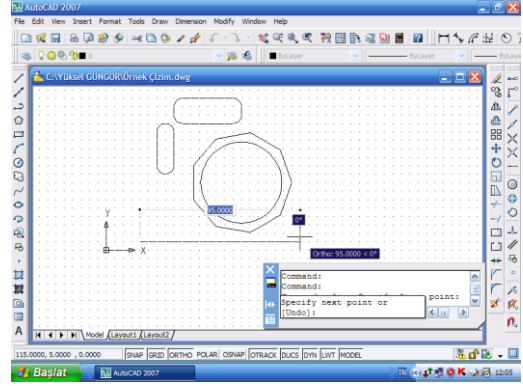 AutoCAD 2007
File Edit View Insert Format Tools Draw Dimension Modify Window Help
0
ByLayer ByLayer ByLayer
C:\Yüksel GÜNGÖR\Örnek Çizim.dwg
95.0000
0°
Y
X
Ortho: 95.0000 < 0°
Command:
Command:
point:
Specify next point or
[Undo]:
Model Layout1 Layout2
115.0000, 5.0000 , 0.0000 SNAP GRID ORTHO POLAR OSNAP OTRACK DUCS DYN LWT MODEL
Başlat AutoCAD 2007 TR 12:05